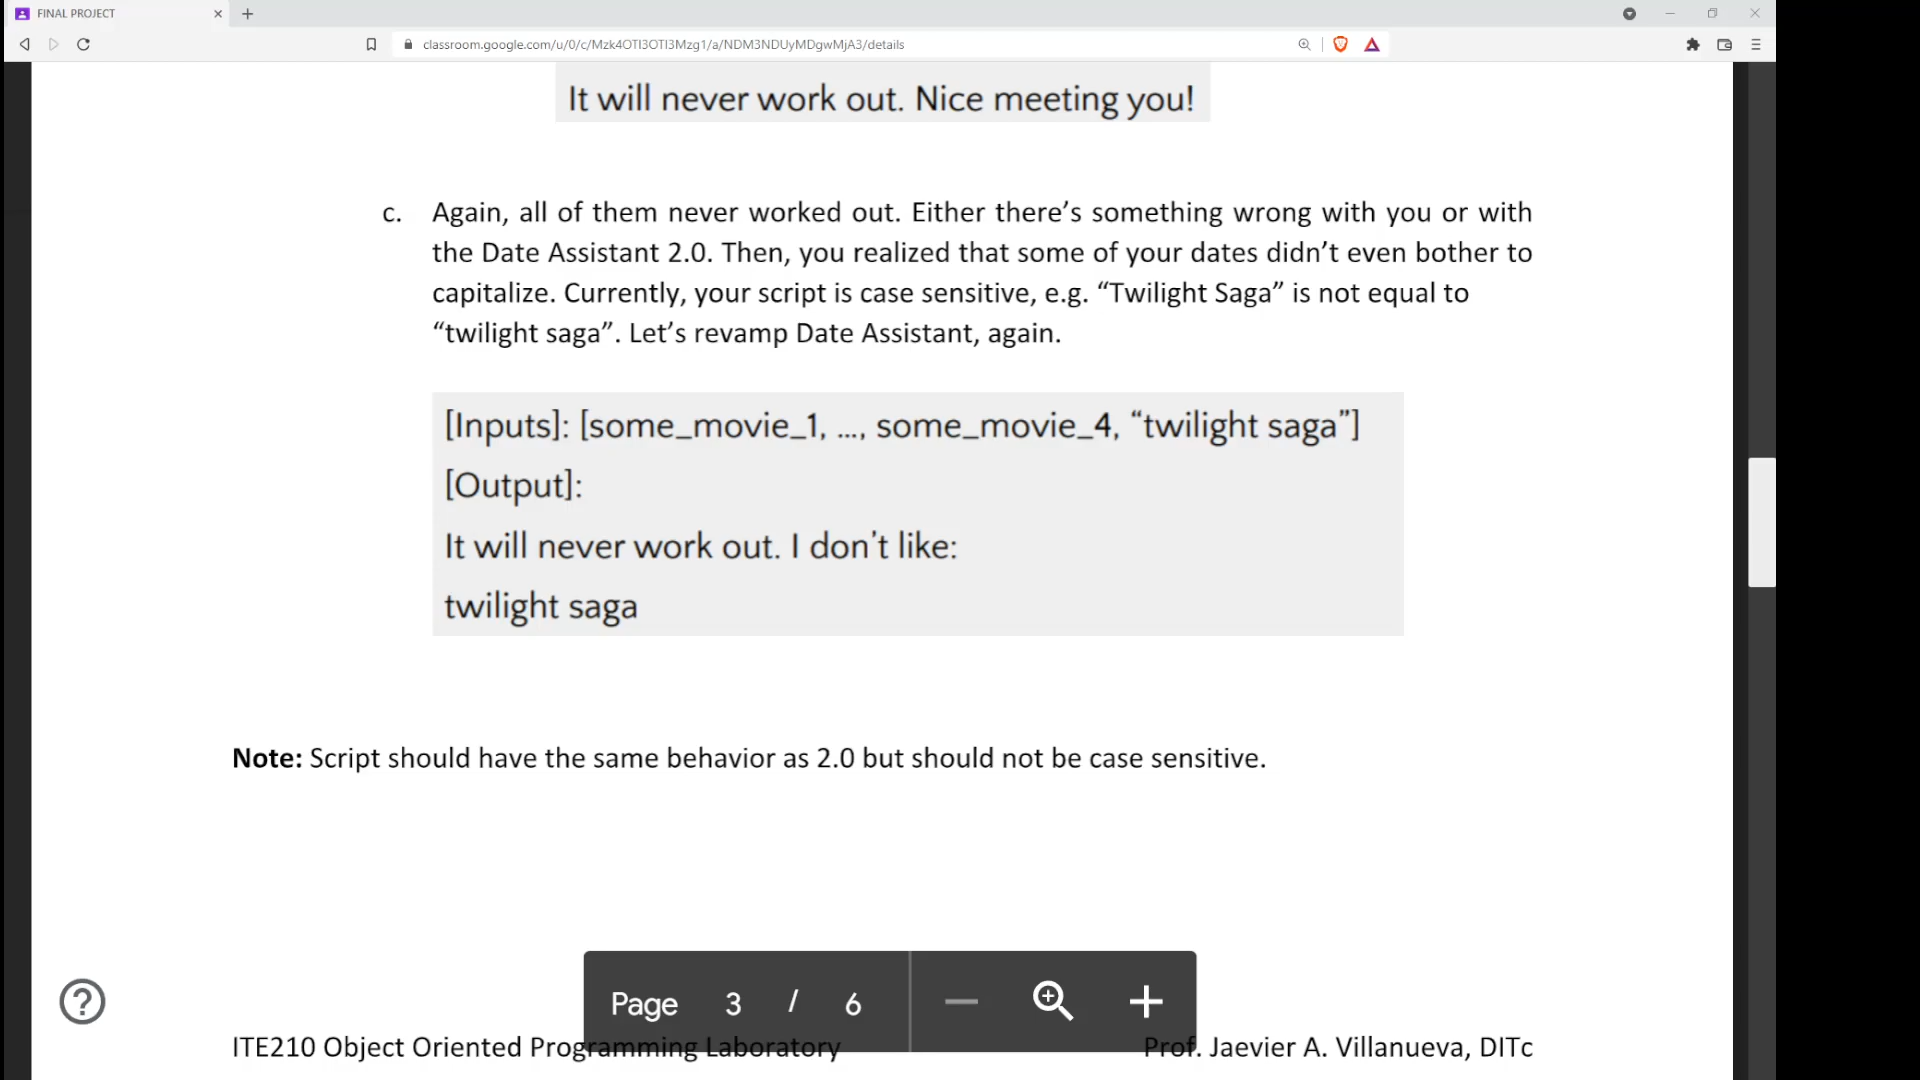 FINAL PROJECT
classroom.google.com/u/0/c/Mzk4OTI3OTI3Mzg1/a/NDM3NDUyMDgwMjA3/details
It will never work out. Nice meeting you!
c. Again, all of them never worked out. Either there’s something wrong with you or with
the Date Assistant 2.0. Then, you realized that some of your dates didn’t even bother to
capitalize. Currently, your script is case sensitive, e.g. “Twilight Saga” is not equal to
“twilight saga”. Let’s revamp Date Assistant, again.
[Inputs]: [some_movie_1, ..., some_movie_4, “twilight saga”]
[Output]:
It will never work out. I don’t like:
twilight saga
Note: Script should have the same behavior as 2.0 but should not be case sensitive.
Page 3 / 6
ITE210 Object Oriented Programming Laboratory Prof. Jaevier A. Villanueva, DITc